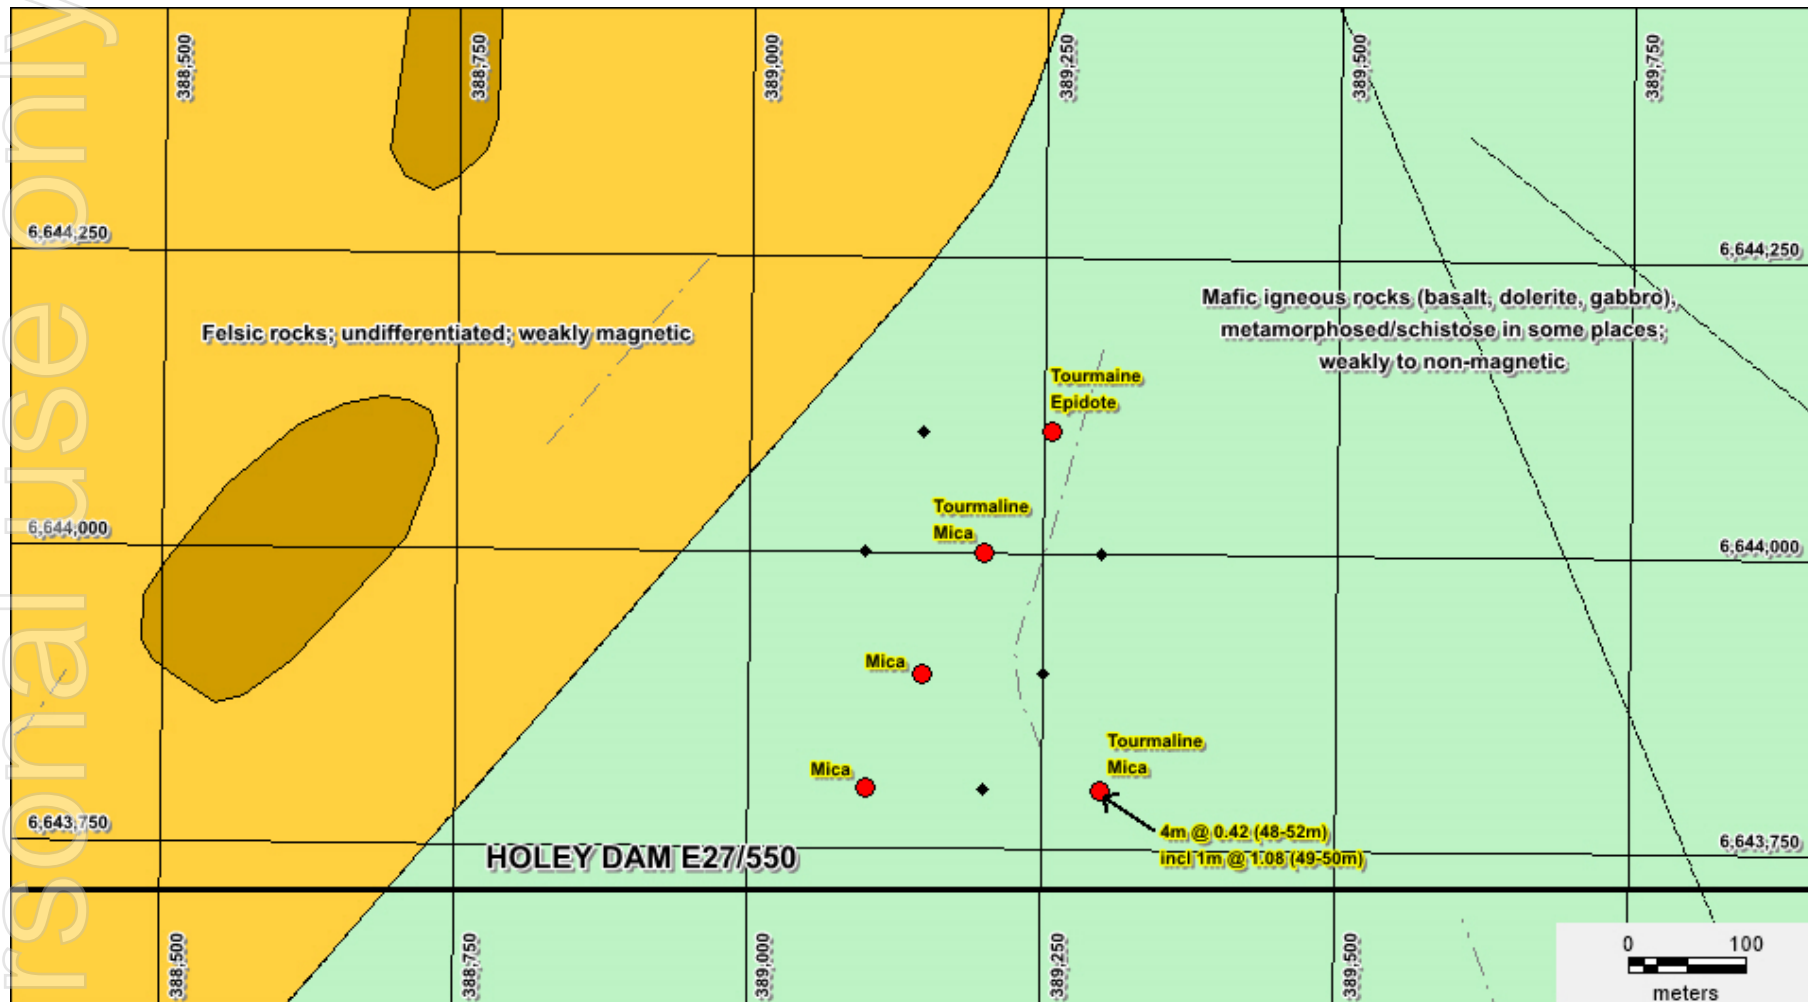 rsonal use only
388,500
388,750
389,000
389,250
389,500
389,750
6,644,250
6,644,250
Felsic rocks; undifferentiated; weakly magnetic
Mafic igneous rocks (basalt, dolerite, gabbro),
metamorphosed/schistose in some places;
weakly to non-magnetic
Tourmaine
Epidote
Tourmaline
Mica
6,644,000
6,644,000
Mica
Tourmaline
Mica
Mica
6,643,750
4m @ 0.42 (48-52m)
incl 1m @ 1.08 (49-50m)
6,643,750
HOLEY DAM E27/550
388,500
388,750
389,000
389,250
389,500
0 100
meters